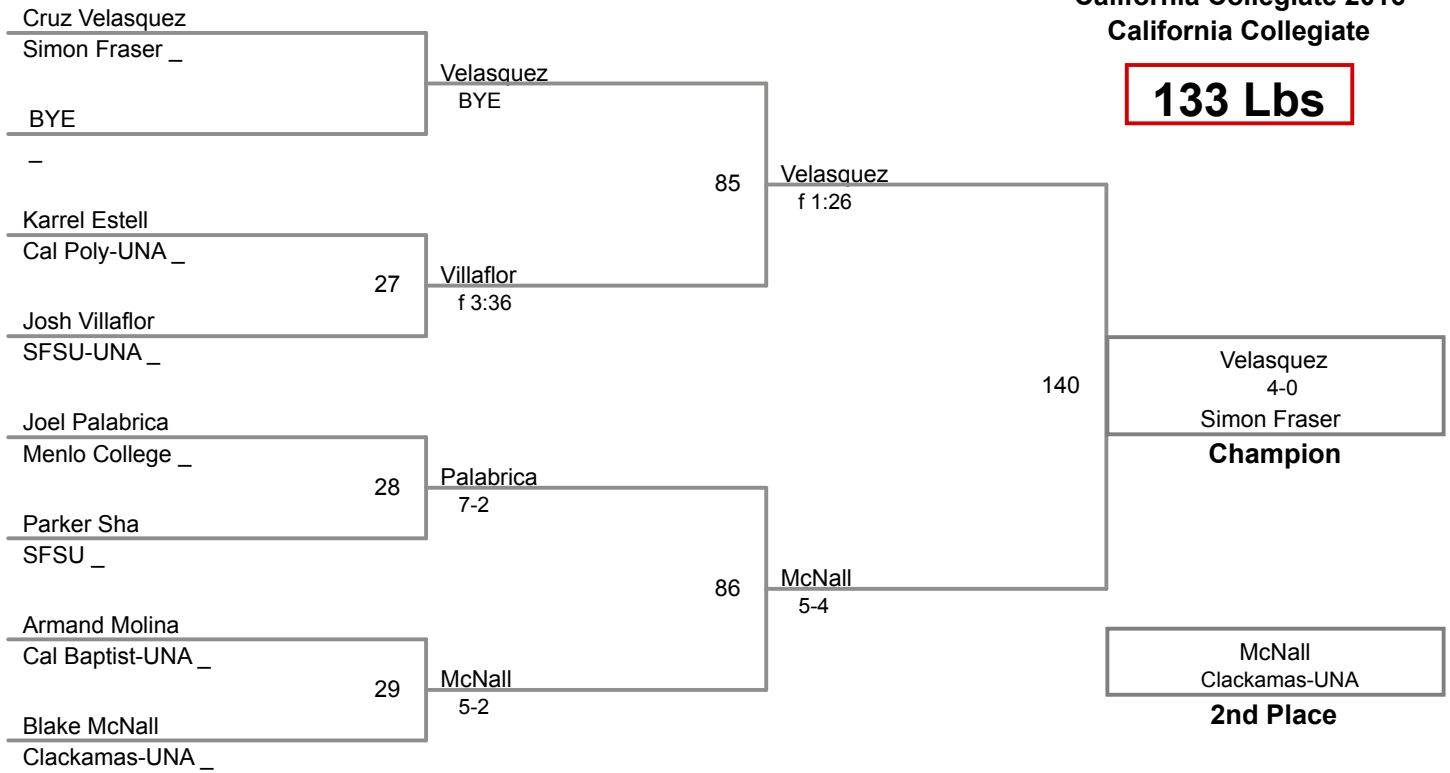 California Collegiate
133 Lbs
Cruz Velasquez
Simon Fraser _
BYE
_
Karrel Estell
Cal Poly-UNA _
Josh Villaflor
SFSU-UNA _
Joel Palabrica
Menlo College _
Parker Sha
SFSU _
Armand Molina
Cal Baptist-UNA _
Blake McNall
Clackamas-UNA _
Velasquez
BYE
27
Villaflor
f 3:36
28
Palabrica
7-2
29
McNall
5-2
85
Velasquez
f 1:26
86
McNall
5-4
140
Velasquez
4-0
Simon Fraser
Champion
McNall
Clackamas-UNA
2nd Place